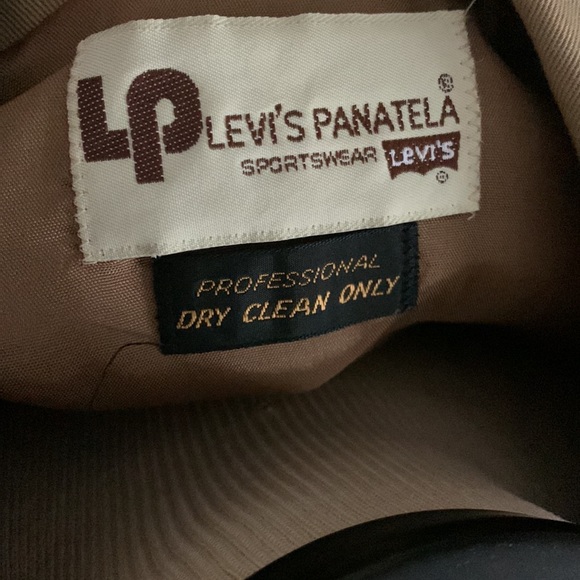 LP LEVI'S PANATELA ®
SPORTSWEAR LEVI'S ®
PROFESSIONAL
DRY CLEAN ONLY